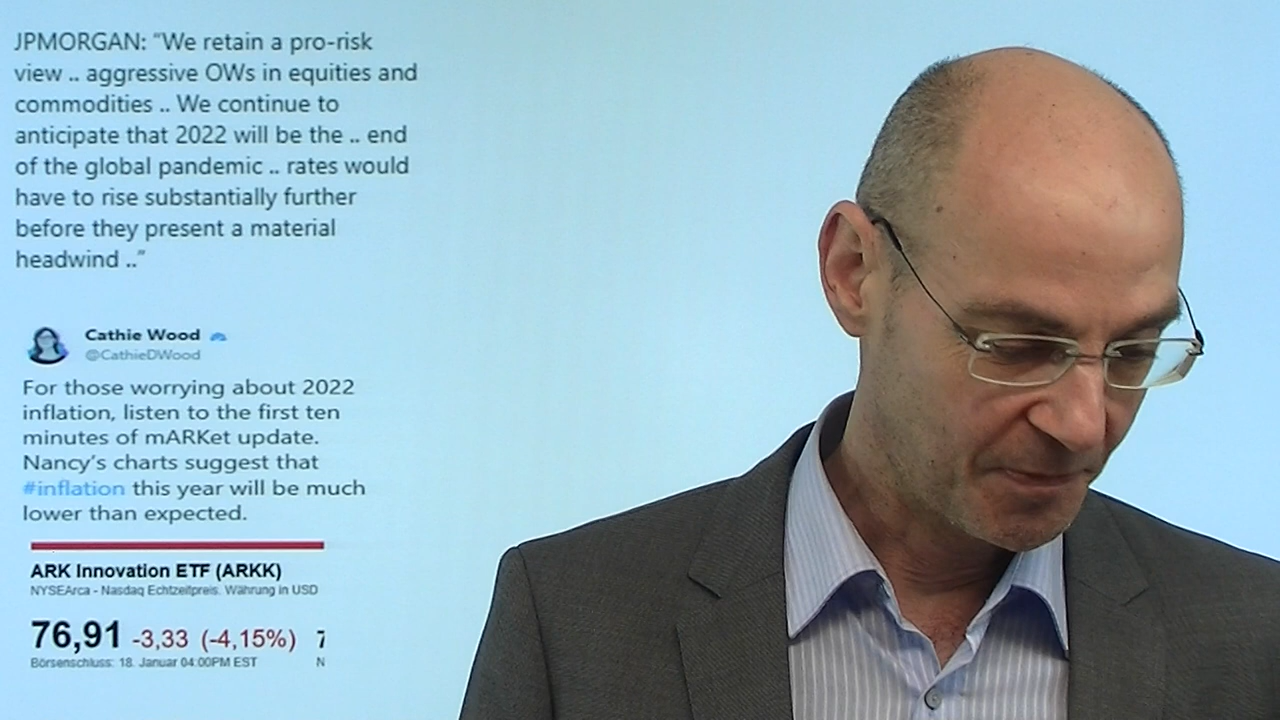 JPMORGAN: “We retain a pro-risk
view .. aggressive OWs in equities and
commodities .. We continue to
anticipate that 2022 will be the .. end
of the global pandemic .. rates would
have to rise substantially further
before they present a material
headwind ..”
Cathie Wood
@CathieDWood
For those worrying about 2022
inflation, listen to the first ten
minutes of mARKet update.
Nancy’s charts suggest that
#inflation this year will be much
lower than expected.
ARK Innovation ETF (ARKK)
NYSEArca - Nasdaq Echtzeitpreis. Währung in USD
76,91 -3,33 (-4,15%) 7
Börsenschluss: 18. Januar 04:00PM EST N